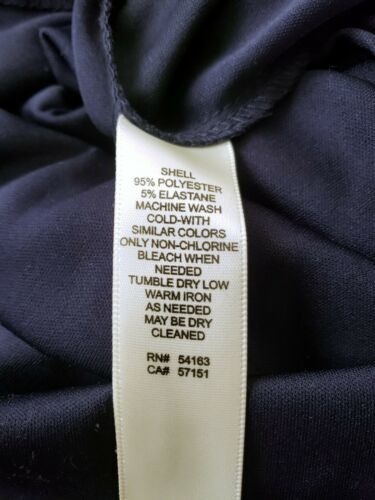 SHELL
95% POLYESTER
5% ELASTANE
MACHINE WASH
COLD-WITH
SIMILAR COLORS
ONLY NON-CHLORINE
BLEACH WHEN
NEEDED
TUMBLE DRY LOW
WARM IRON
AS NEEDED
MAY BE DRY
CLEANED
RN# 54163
CA# 57151